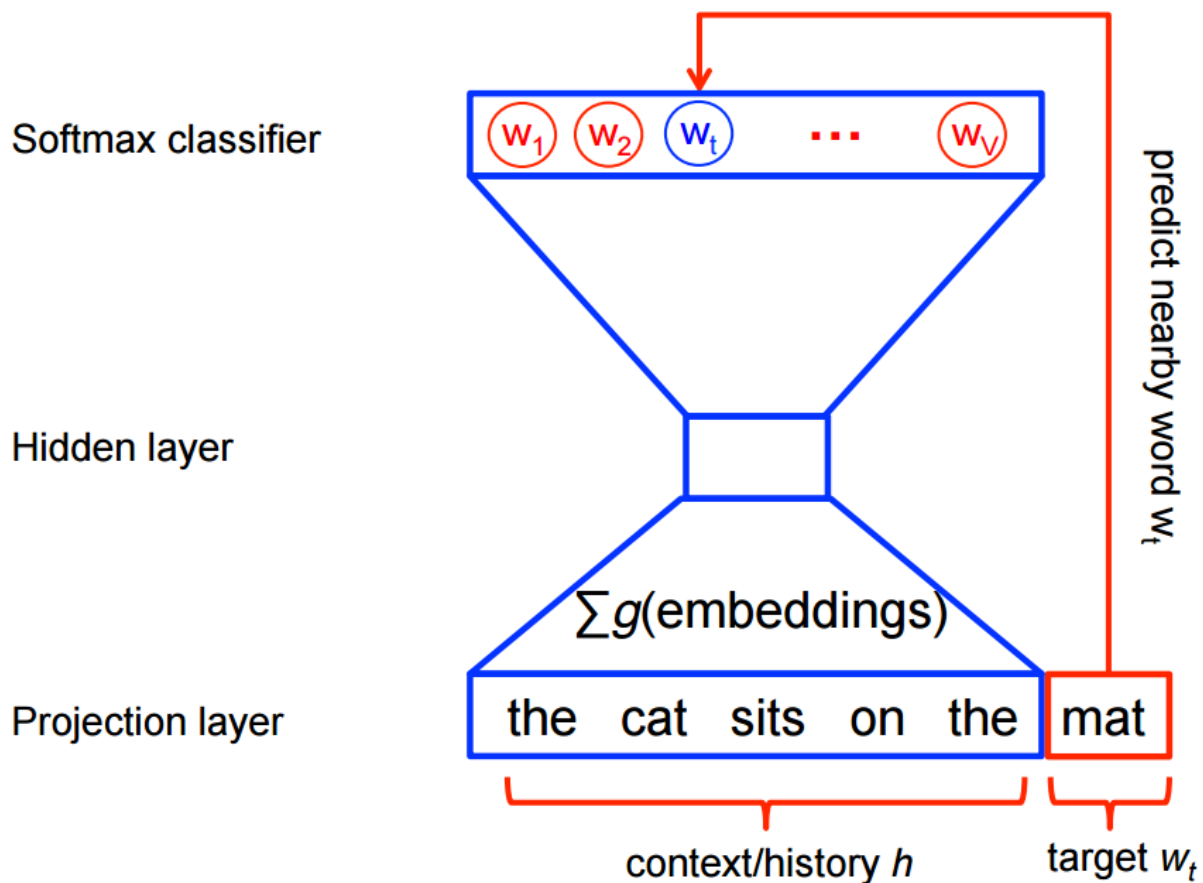 Softmax classifier
w1 w2 wt ... wV
predict nearby word wt
Hidden layer
∑g(embeddings)
Projection layer
the cat sits on the mat
context/history h
target wt